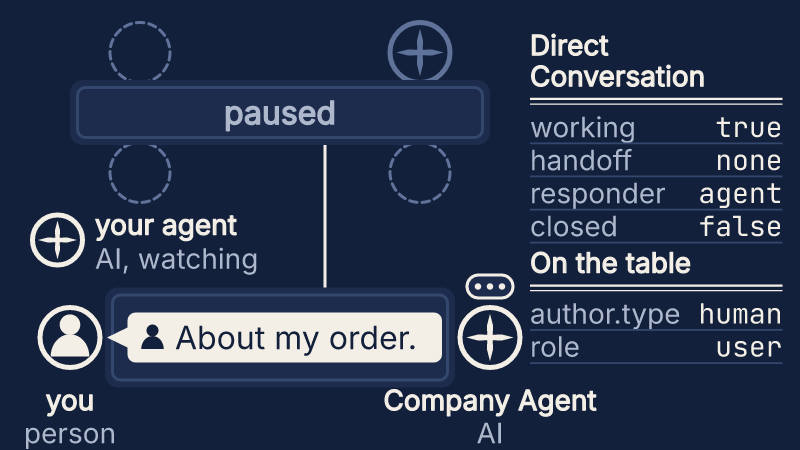 paused
your agent
AI, watching
About my order.
you
person
Company Agent
AI
Direct
Conversation
working true
handoff none
responder agent
closed false
On the table
author.type human
role user